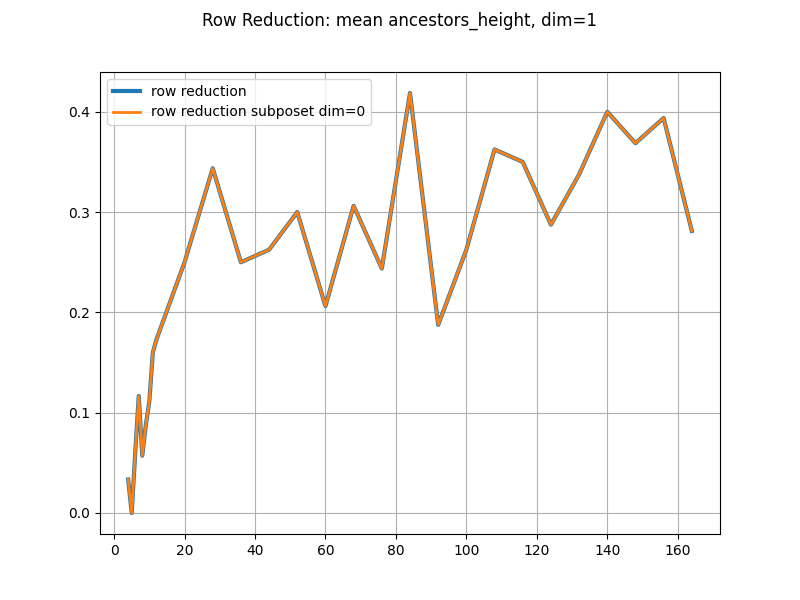 Row Reduction: mean ancestors_height, dim=1
row reduction
row reduction subposet dim=0
0.4
0.3
0.2
0.1
0.0
0 20 40 60 80 100 120 140 160